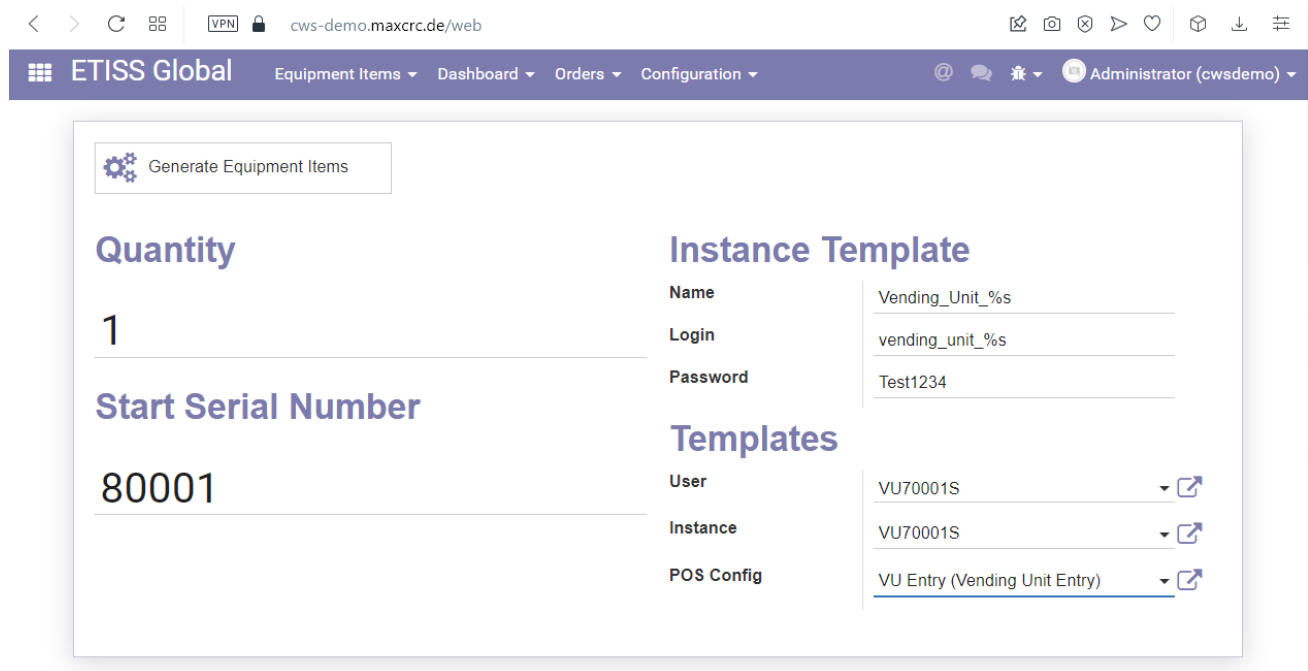 VPN cws-demo.maxcrc.de/web
ETISS Global Equipment Items Dashboard Orders Configuration @ Administrator (cwsdemo)
Generate Equipment Items
Quantity
1
Start Serial Number
80001
Instance Template
Name Vending_Unit_%s
Login vending_unit_%s
Password Test1234
Templates
User VU70001S
Instance VU70001S
POS Config VU Entry (Vending Unit Entry)